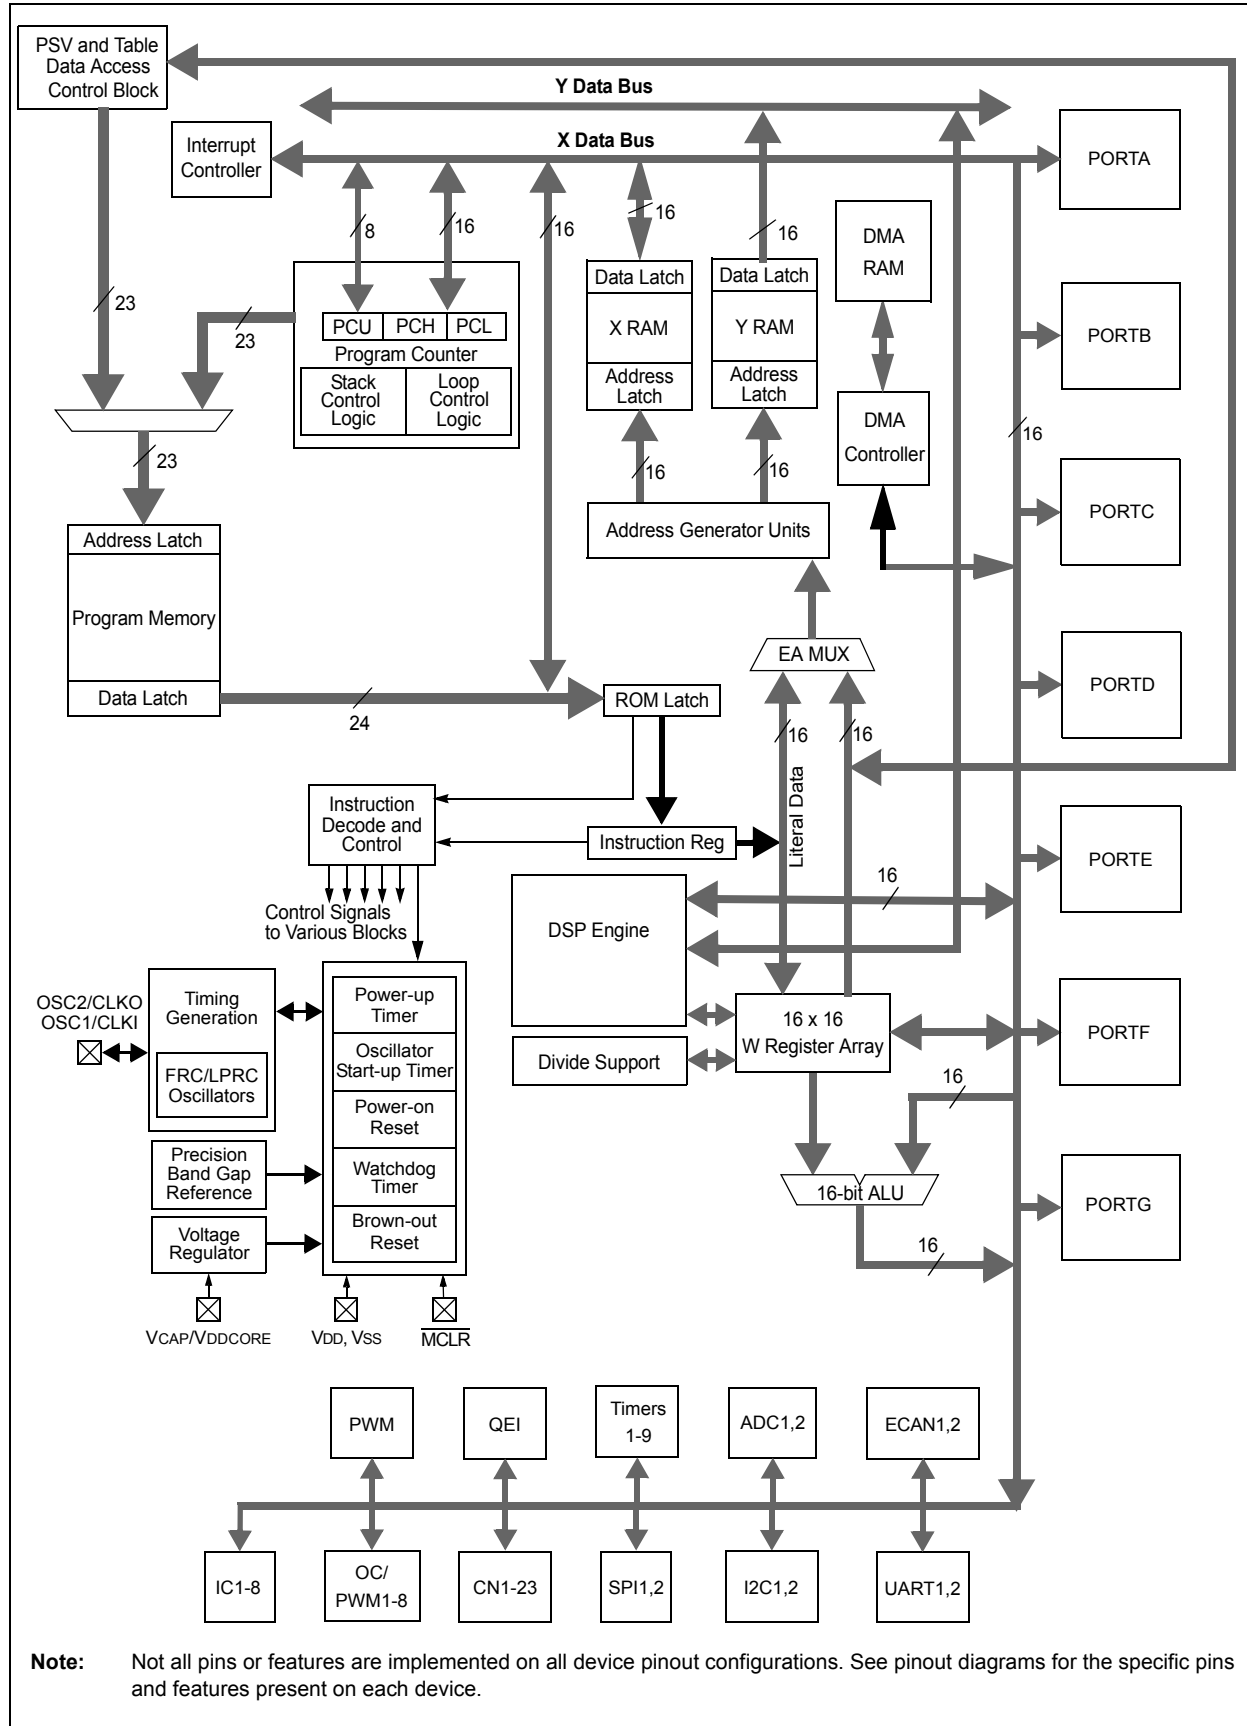 PSV and Table
Data Access
Control Block
Y Data Bus
Interrupt
Controller
X Data Bus
PORTA
8
16
16
16
16
DMA
RAM
23
23
Data Latch
Data Latch
PCU
PCH
PCL
X RAM
Y RAM
PORTB
Program Counter
Stack
Control
Logic
Loop
Control
Logic
Address
Latch
Address
Latch
DMA
Controller
16
23
16
16
PORTC
Address Latch
Address Generator Units
Program Memory
EA MUX
PORTD
Data Latch
24
ROM Latch
16
16
Literal Data
Instruction
Decode and
Control
Instruction Reg
PORTE
16
Control Signals
to Various Blocks
DSP Engine
OSC2/CLKO
OSC1/CLKI
Timing
Generation
Power-up
Timer
16 x 16
W Register Array
PORTF
Oscillator
Start-up Timer
Divide Support
FRC/LPRC
Oscillators
16
Power-on
Reset
Precision
Band Gap
Reference
Watchdog
Timer
16-bit ALU
PORTG
Voltage
Regulator
Brown-out
Reset
16
VCAP/VDDCORE
VDD, VSS
MCLR
PWM
QEI
Timers
1-9
ADC1,2
ECAN1,2
IC1-8
OC/
PWM1-8
CN1-23
SPI1,2
I2C1,2
UART1,2
Note: Not all pins or features are implemented on all device pinout configurations. See pinout diagrams for the specific pins
and features present on each device.